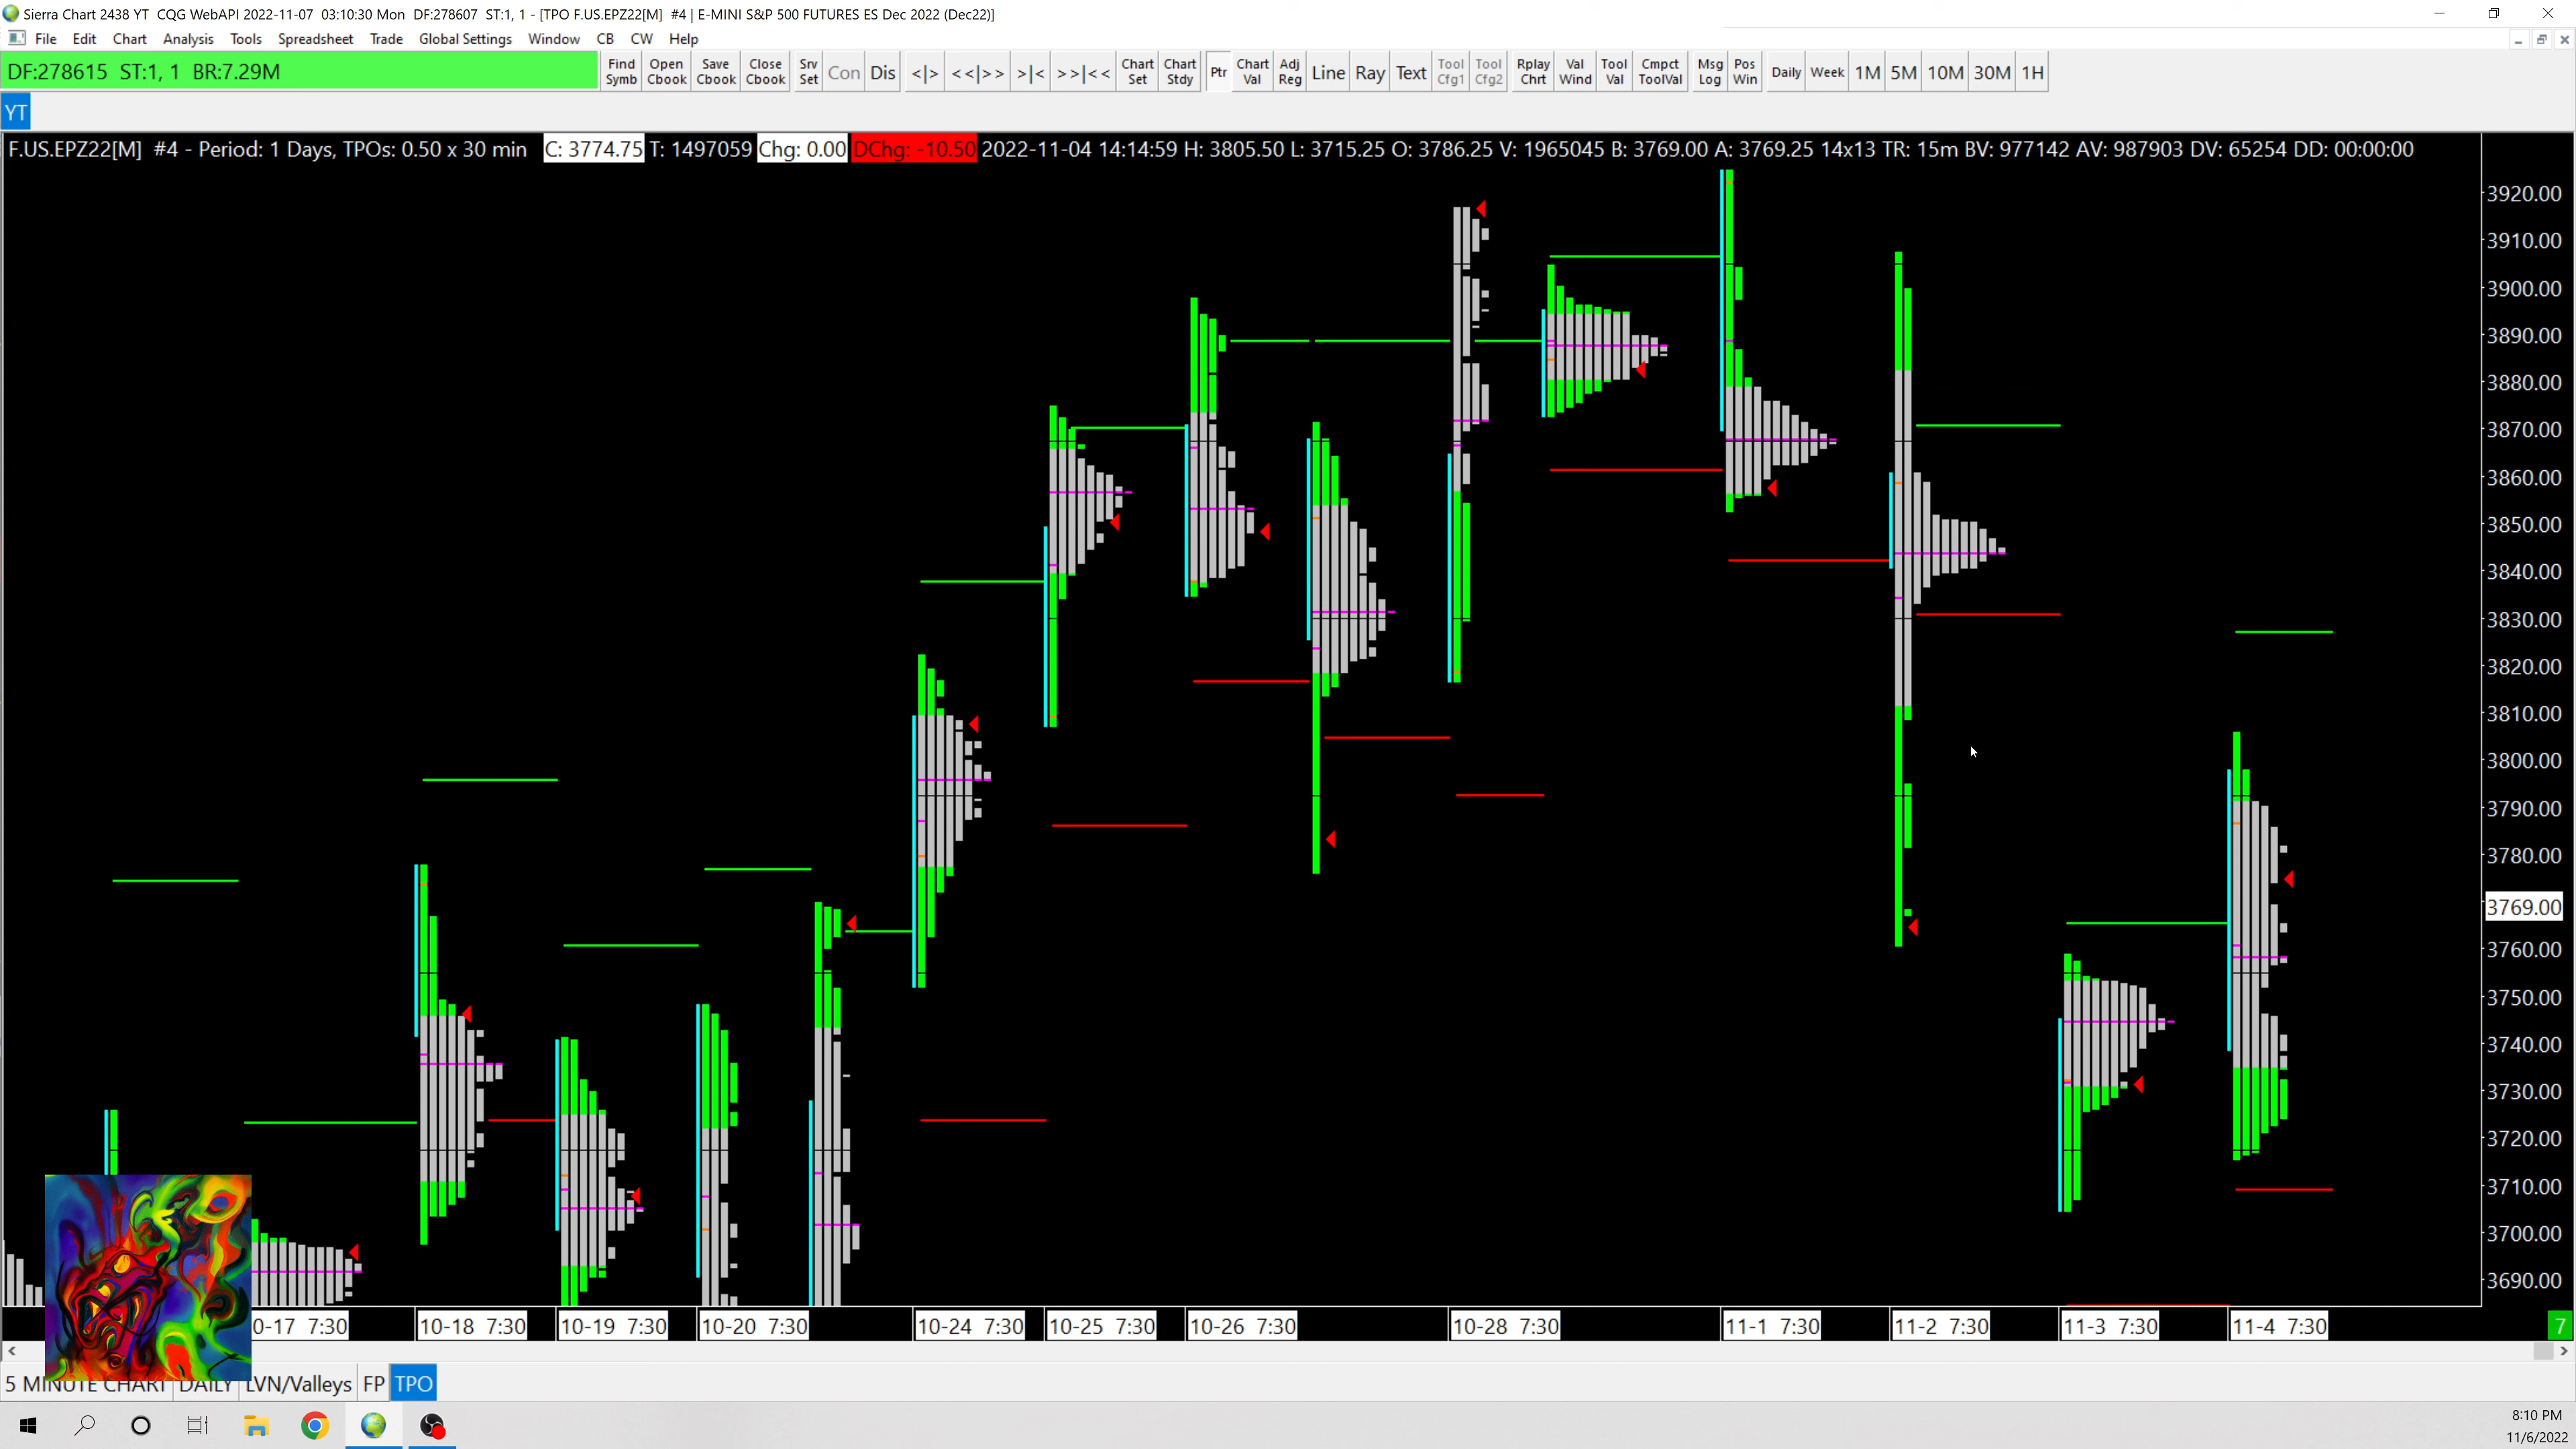 Sierra Chart 2438 YT CQG WebAPI 2022-11-07 03:10:30 Mon DF:278607 ST:1, 1 - [TPO F.US.EPZ22[M] #4 | E-MINI S&P 500 FUTURES ES Dec 2022 (Dec22)]
File Edit Chart Analysis Tools Spreadsheet Trade Global Settings Window CB CW Help
DF:278615 ST:1, 1 BR:7.29M
Find Symb Open Cbook Save Cbook Close Cbook Srv Set Con Dis <|> <<|>> >|< >>|<< Chart Set Chart Stdy Ptr Chart Val Adj Reg Line Ray Text Tool Cfg1 Tool Cfg2 Rplay Chrt Val Wind Tool Val Cmpct ToolVal Msg Log Pos Win Daily Week 1M 5M 10M 30M 1H
YT
F.US.EPZ22[M] #4 - Period: 1 Days, TPOs: 0.50 x 30 min C: 3774.75 T: 1497059 Chg: 0.00 DChg: -10.50 2022-11-04 14:14:59 H: 3805.50 L: 3715.25 O: 3786.25 V: 1965045 B: 3769.00 A: 3769.25 14x13 TR: 15m BV: 977142 AV: 987903 DV: 65254 DD: 00:00:00
3920.00
3910.00
3900.00
3890.00
3880.00
3870.00
3860.00
3850.00
3840.00
3830.00
3820.00
3810.00
3800.00
3790.00
3780.00
3769.00
3760.00
3750.00
3740.00
3730.00
3720.00
3710.00
3700.00
3690.00
0-17 7:30 10-18 7:30 10-19 7:30 10-20 7:30 10-24 7:30 10-25 7:30 10-26 7:30 10-28 7:30 11-1 7:30 11-2 7:30 11-3 7:30 11-4 7:30 7
5 MINUTE CHART DAILY LVN/Valleys FP TPO
8:10 PM
11/6/2022